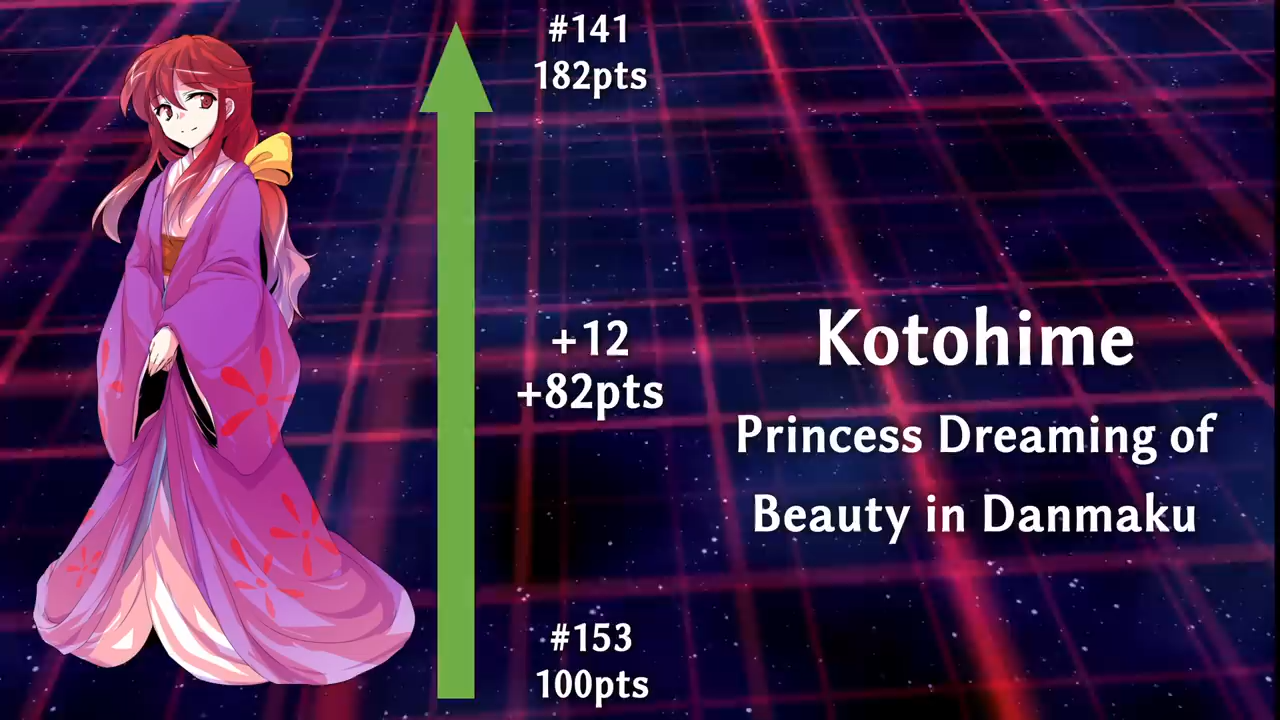 #141
182pts
+12
+82pts
Kotohime
Princess Dreaming of
Beauty in Danmaku
#153
100pts